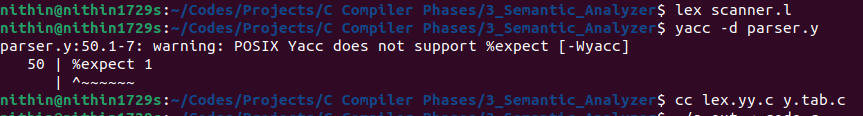 nithin@nithin1729s:~/Codes/Projects/C Compiler Phases/3_Semantic_Analyzer$ lex scanner.l
nithin@nithin1729s:~/Codes/Projects/C Compiler Phases/3_Semantic_Analyzer$ yacc -d parser.y
parser.y:50.1-7: warning: POSIX Yacc does not support %expect [-Wyacc]
   50 | %expect 1
      | ^~~~~~~
nithin@nithin1729s:~/Codes/Projects/C Compiler Phases/3_Semantic_Analyzer$ cc lex.yy.c y.tab.c